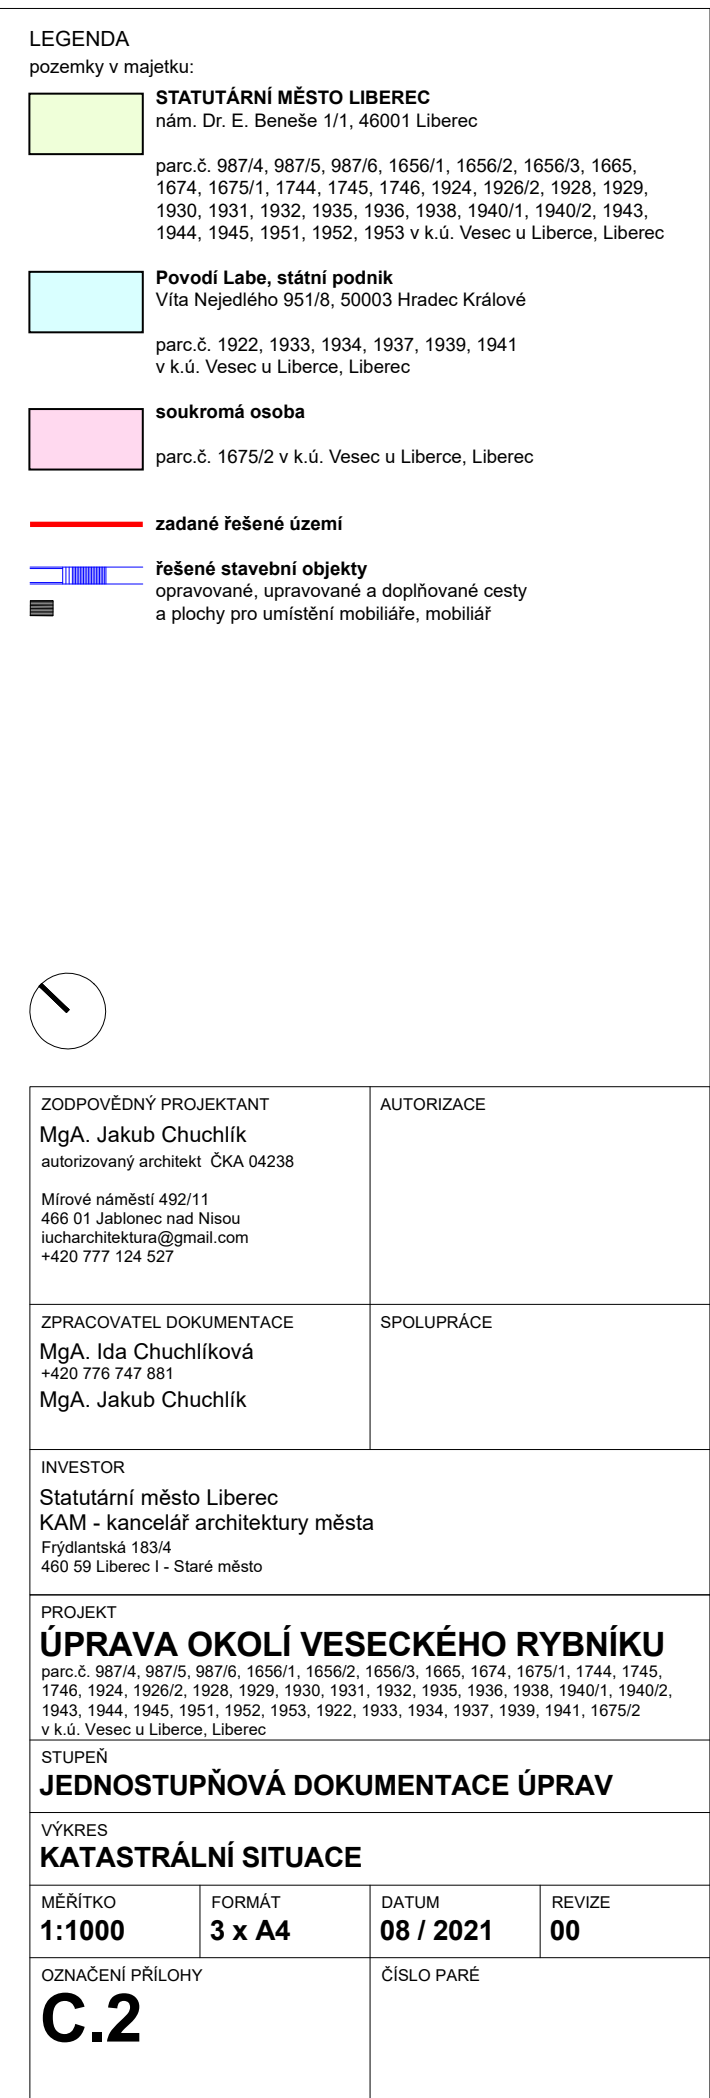 LEGENDA
pozemky v majetku:
STATUTÁRNÍ MĚSTO LIBEREC
nám. Dr. E. Beneše 1/1, 46001 Liberec
parc.č. 987/4, 987/5, 987/6, 1656/1, 1656/2, 1656/3, 1665,
1674, 1675/1, 1744, 1745, 1746, 1924, 1926/2, 1928, 1929,
1930, 1931, 1932, 1935, 1936, 1938, 1940/1, 1940/2, 1943,
1944, 1945, 1951, 1952, 1953 v k.ú. Vesec u Liberce, Liberec
Povodí Labe, státní podnik
Víta Nejedlého 951/8, 50003 Hradec Králové
parc.č. 1922, 1933, 1934, 1937, 1939, 1941
v k.ú. Vesec u Liberce, Liberec
soukromá osoba
parc.č. 1675/2 v k.ú. Vesec u Liberce, Liberec
zadané řešené území
řešené stavební objekty
opravované, upravované a doplňované cesty
a plochy pro umístění mobiliáře, mobiliář
ZODPOVĚDNÝ PROJEKTANT
MgA. Jakub Chuchlík
autorizovaný architekt ČKA 04238
Mírové náměstí 492/11
466 01 Jablonec nad Nisou
iucharchitektura@gmail.com
+420 777 124 527
AUTORIZACE
ZPRACOVATEL DOKUMENTACE
MgA. Ida Chuchlíková
+420 776 747 881
MgA. Jakub Chuchlík
SPOLUPRÁCE
INVESTOR
Statutární město Liberec
KAM - kancelář architektury města
Frýdlantská 183/4
460 59 Liberec I - Staré město
PROJEKT
ÚPRAVA OKOLÍ VESECKÉHO RYBNÍKU
parc.č. 987/4, 987/5, 987/6, 1656/1, 1656/2, 1656/3, 1665, 1674, 1675/1, 1744, 1745,
1746, 1924, 1926/2, 1928, 1929, 1930, 1931, 1932, 1935, 1936, 1938, 1940/1, 1940/2,
1943, 1944, 1945, 1951, 1952, 1953, 1922, 1933, 1934, 1937, 1939, 1941, 1675/2
v k.ú. Vesec u Liberce, Liberec
STUPEŇ
JEDNOSTUPŇOVÁ DOKUMENTACE ÚPRAV
VÝKRES
KATASTRÁLNÍ SITUACE
MĚŘÍTKO
1:1000
FORMÁT
3 x A4
DATUM
08 / 2021
REVIZE
00
OZNAČENÍ PŘÍLOHY
C.2
ČÍSLO PARÉ